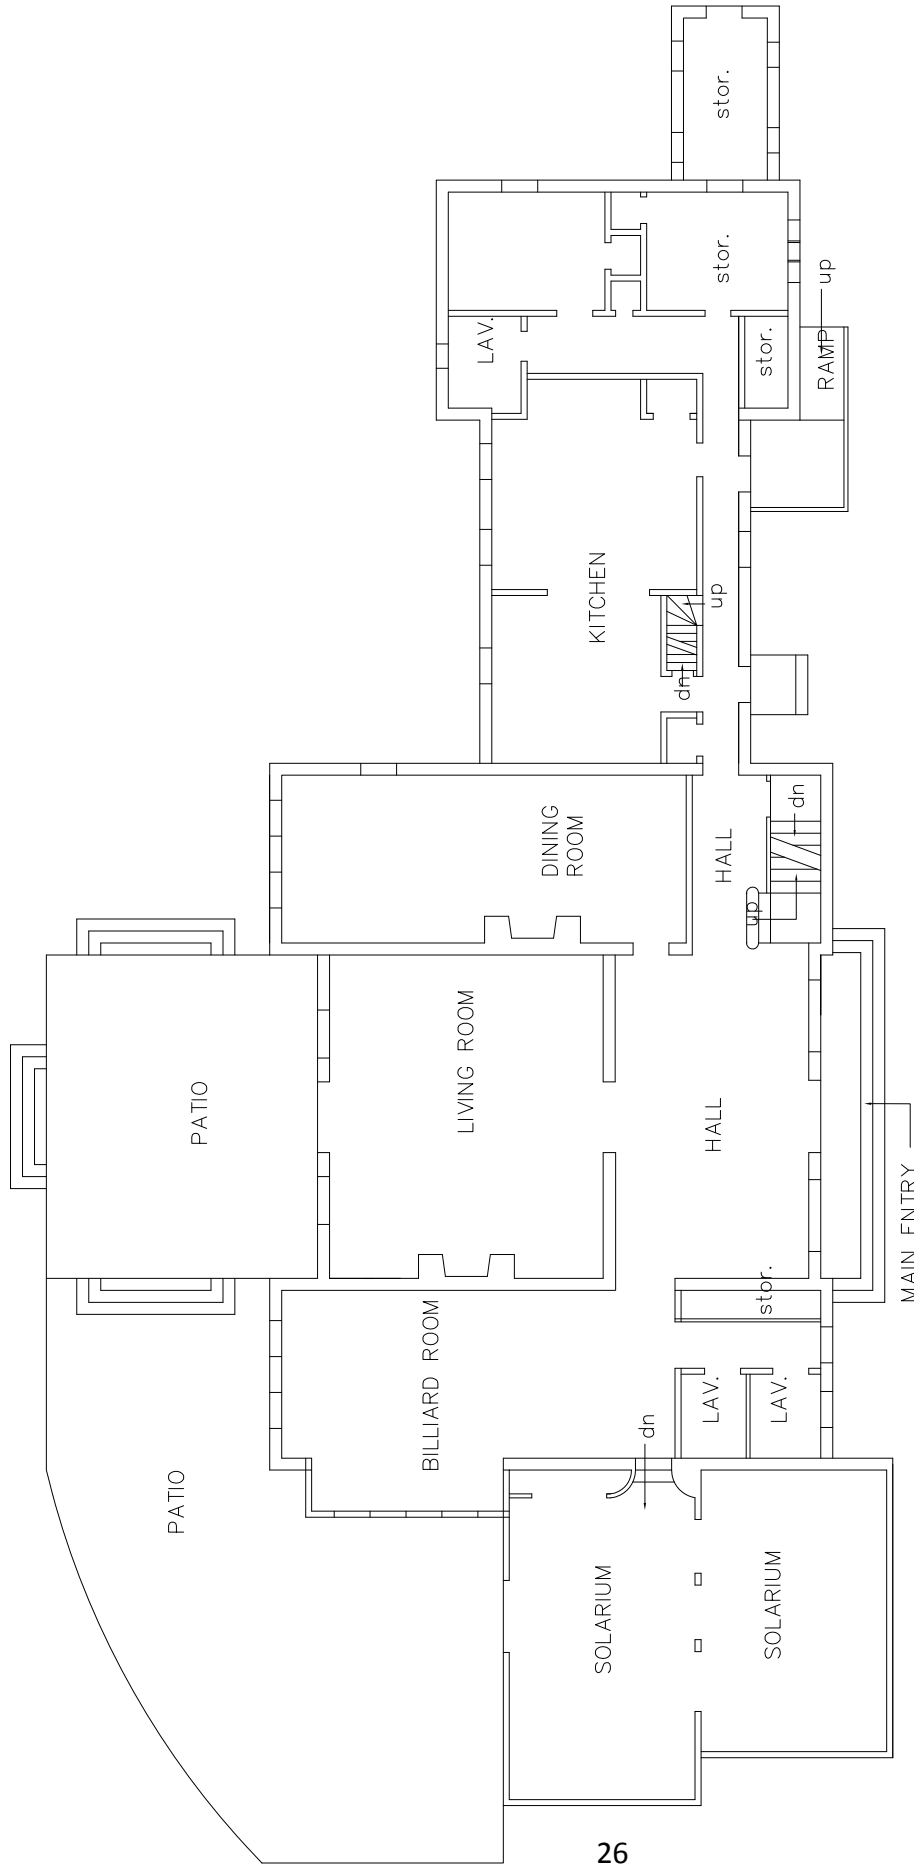 stor.
stor.
LAV.
stor.
up
RAMP
KITCHEN
up
dn
DINING
ROOM
HALL
dn
up
PATIO
LIVING ROOM
HALL
MAIN ENTRY
stor.
BILLIARD ROOM
LAV.
LAV.
dn
PATIO
SOLARIUM
SOLARIUM
26